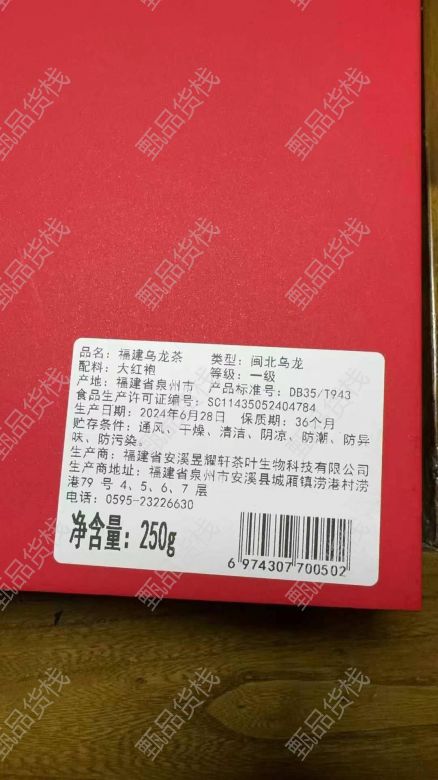 品名：福建乌龙茶 类型：闽北乌龙
配料：大红袍 等级：一级
产地：福建省泉州市 产品标准号：DB35/T943
食品生产许可证编号：SC11435052404784
生产日期：2024年6月28日 保质期：36个月
贮存条件：通风、干燥、清洁、阴凉、防潮、防异
味、防污染。
生产商：福建省安溪昱耀轩茶叶生物科技有限公司
生产商地址：福建省泉州市安溪县城厢镇涝港村涝
港79 号 4、5、6、7 层
电话：0595-23226630
净含量：250g
6 974307 700502
甄品货栈